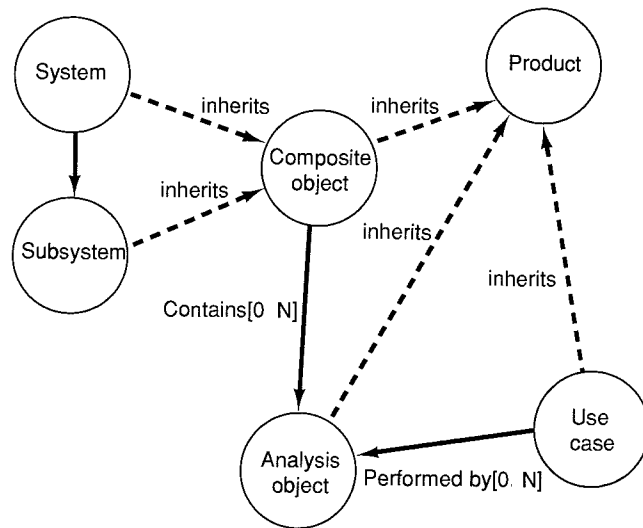 System
Product
inherits
inherits
Composite
object
inherits
Subsystem
inherits
inherits
Contains[0 N]
Use
case
Analysis
object
Performed by[0. N]